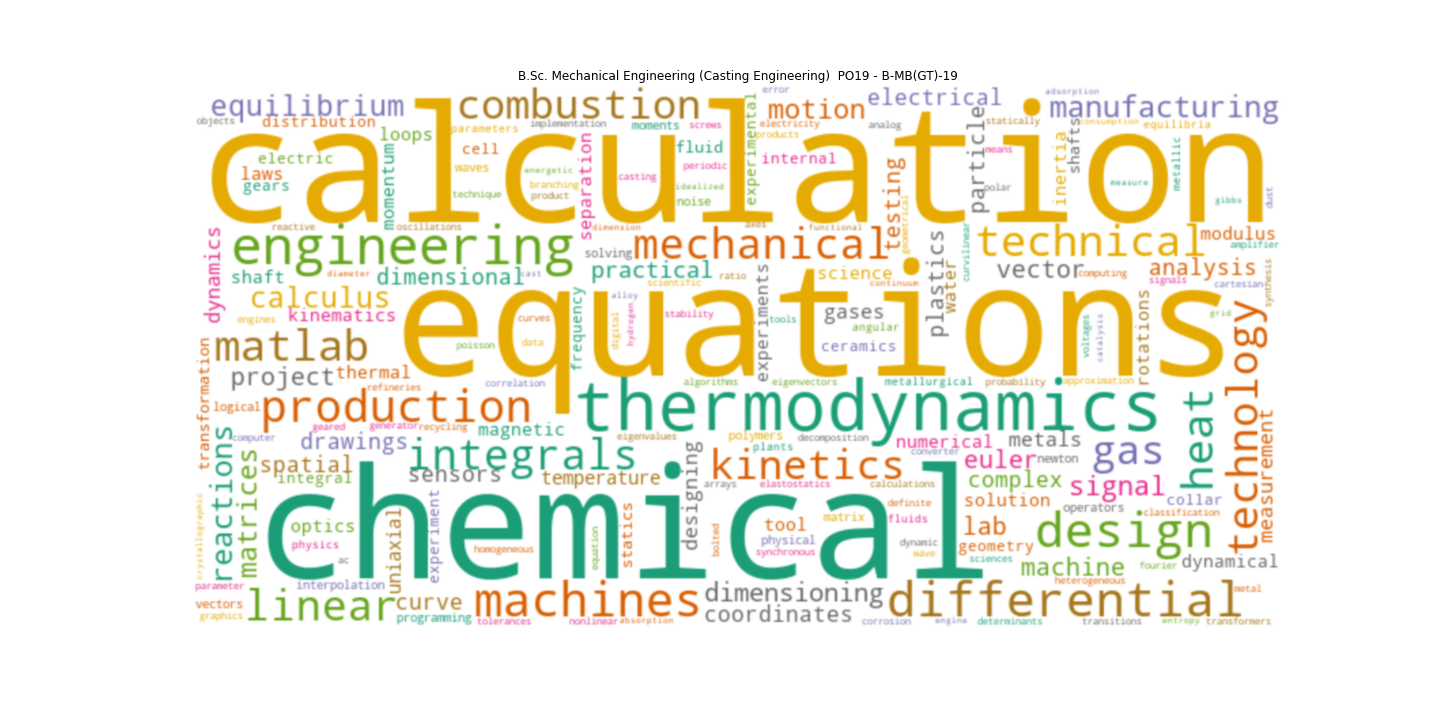 B.Sc. Mechanical Engineering (Casting Engineering)  PO19 - B-MB(GT)-19
calculation
equations
chemical
thermodynamics
engineering
combustion
equilibrium
motion
electrical
manufacturing
error
adsorption
objects
distribution
loops
parameters
implementation
moments
screws
experimental
electricity
products
analog
particle
statically
shafts
consumption
equilibria
electric
laws
gears
momentum
cell
waves
technique
energetic
branching
product
separation
casting
fluid
periodic
idealized
noise
internal
testing
geometrical
means
polar
inertia
measure
metallic
gibbs
dust
reactive
oscillations
dimension
axes
functional
dynamics
mechanical
technical
modulus
amplifier
solving
shaft
diameter
dimensional
cast
practical
ratio
scientific
science
continuum
plastics
water
curvilinear
vector
computing
analysis
signals
cartesian
synthesis
calculus
kinematics
engines
frequency
alloy
digital
hydrogen
stability
experiments
tools
gases
angular
ceramics
curves
data
poisson
voltages
catalysis
rotations
grid
technology
matlab
project
thermal
refineries
correlation
algorithms
eigenvectors
metallurgical
probability
approximation
transformation
logical
production
geared
generator
recycling
magnetic
computer
drawings
integrals
eigenvalues
polymers
plants
decomposition
numerical
converter
metals
newton
gas
heat
measurement
reactions
matrices
spatial
integral
sensors
temperature
designing
kinetics
arrays
elastostatics
calculations
euler
complex
signal
collar
solution
definite
operators
classification
crystallographic
optics
physics
ac
uniaxial
experiment
homogeneous
equation
statics
bolted
tool
matrix
physical
synchronous
fluids
dynamic
wave
lab
geometry
sciences
design
machine
fourier
dynamical
heterogeneous
metal
parameter
interpolation
vectors
graphics
linear
curve
programming
machines
tolerances
nonlinear
absorption
dimensioning
coordinates
differential
corrosion
engine
determinants
transitions
entropy
transformers